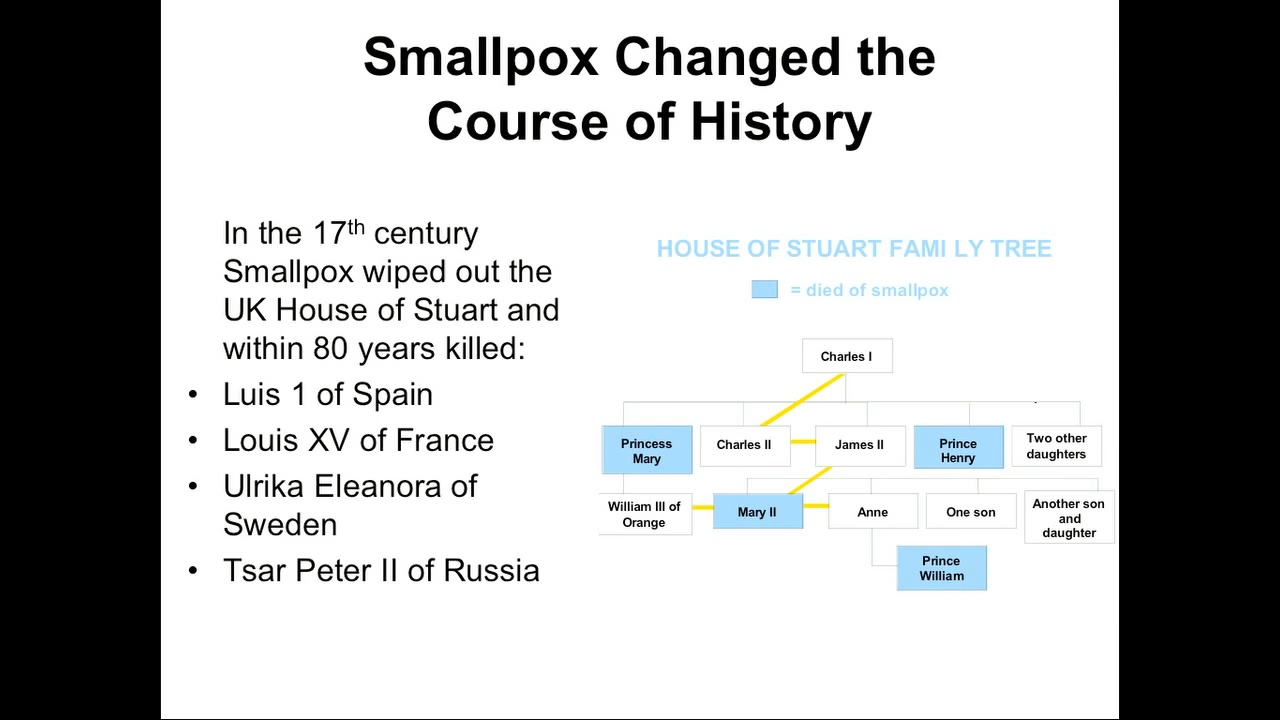 Smallpox Changed the
Course of History
In the 17th century
Smallpox wiped out the
UK House of Stuart and
within 80 years killed:
• Luis 1 of Spain
• Louis XV of France
• Ulrika Eleanora of
Sweden
• Tsar Peter II of Russia
HOUSE OF STUART FAMI LY TREE
= died of smallpox
Charles I
Princess
Mary
Charles II
James II
Prince
Henry
Two other
daughters
William III of
Orange
Mary II
Anne
One son
Another son
and
daughter
Prince
William